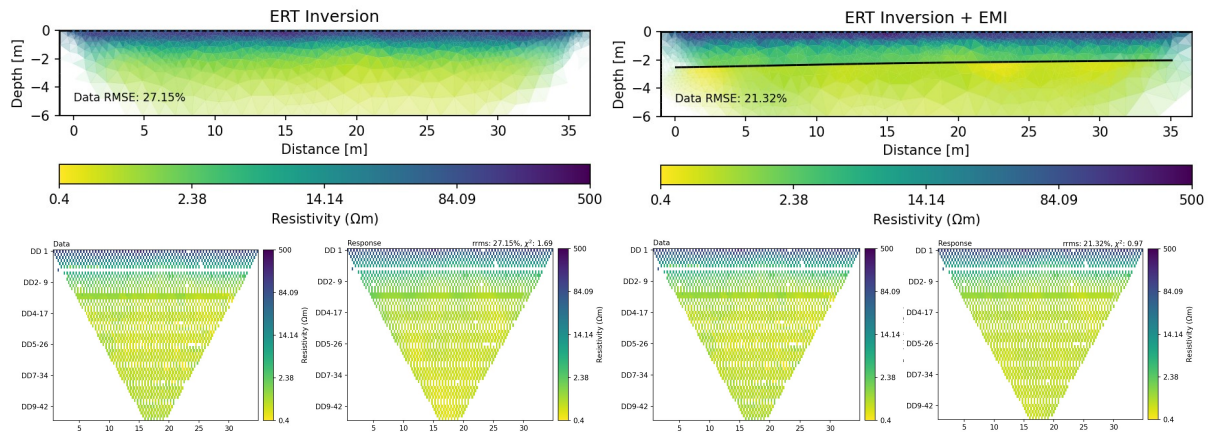 ERT Inversion
0
−2
−4
−6
Depth [m]
Data RMSE: 27.15%
0 5 10 15 20 25 30 35
Distance [m]
0.4 2.38 14.14 84.09 500
Resistivity (Ωm)
ERT Inversion + EMI
0
−2
−4
−6
Depth [m]
Data RMSE: 21.32%
0 5 10 15 20 25 30 35
Distance [m]
0.4 2.38 14.14 84.09 500
Resistivity (Ωm)
Data
DD 1
DD2- 9
DD4-17
DD5-26
DD7-34
DD9-42
5 10 15 20 25 30
500
84.09
14.14
2.38
0.4
Resistivity (Ωm)
Response rrms: 27.15%, χ²: 1.69
DD 1
DD2- 9
DD4-17
DD5-26
DD7-34
DD9-42
5 10 15 20 25 30
500
84.09
14.14
2.38
0.4
Resistivity (Ωm)
Data
DD 1
DD2- 9
DD4-17
DD5-26
DD7-34
DD9-42
5 10 15 20 25 30
500
84.09
14.14
2.38
0.4
Response rrms: 21.32%, χ²: 0.97
DD 1
DD2- 9
DD4-17
DD5-26
DD7-34
DD9-42
5 10 15 20 25 30
500
84.09
14.14
2.38
0.4
Resistivity (Ωm)